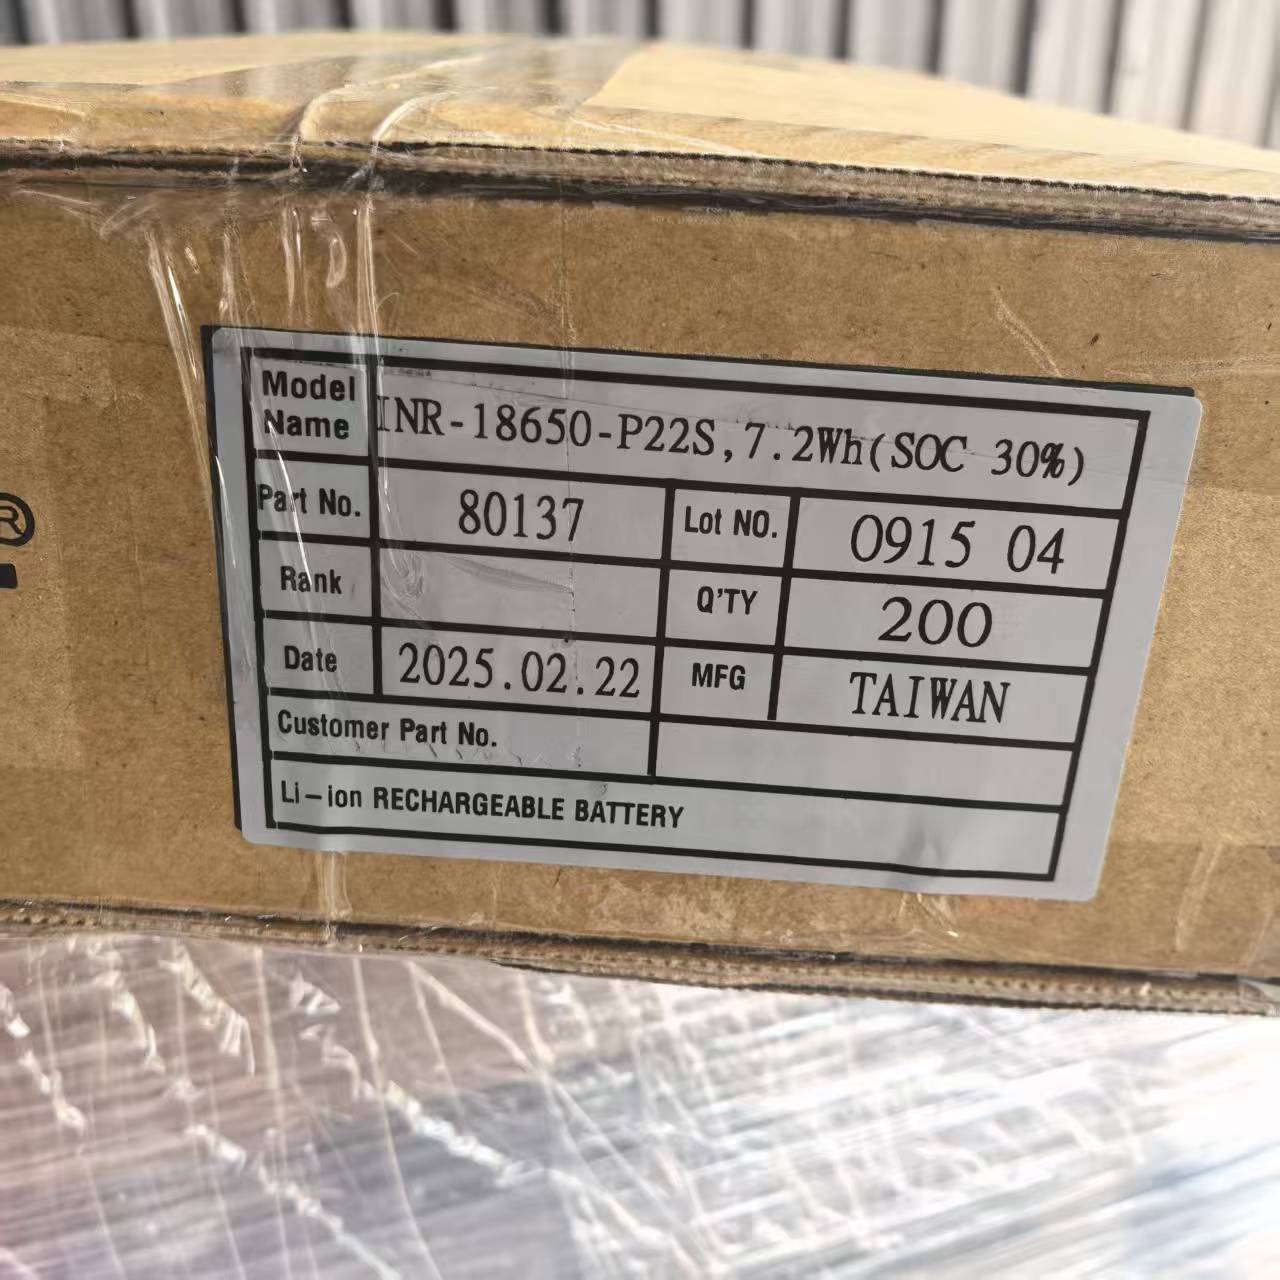 ®
Model Name INR-18650-P22S,7.2Wh(SOC 30%)
Part No. 80137 Lot NO. 0915 04
Rank Q'TY 200
Date 2025.02.22 MFG TAIWAN
Customer Part No.
Li-ion RECHARGEABLE BATTERY